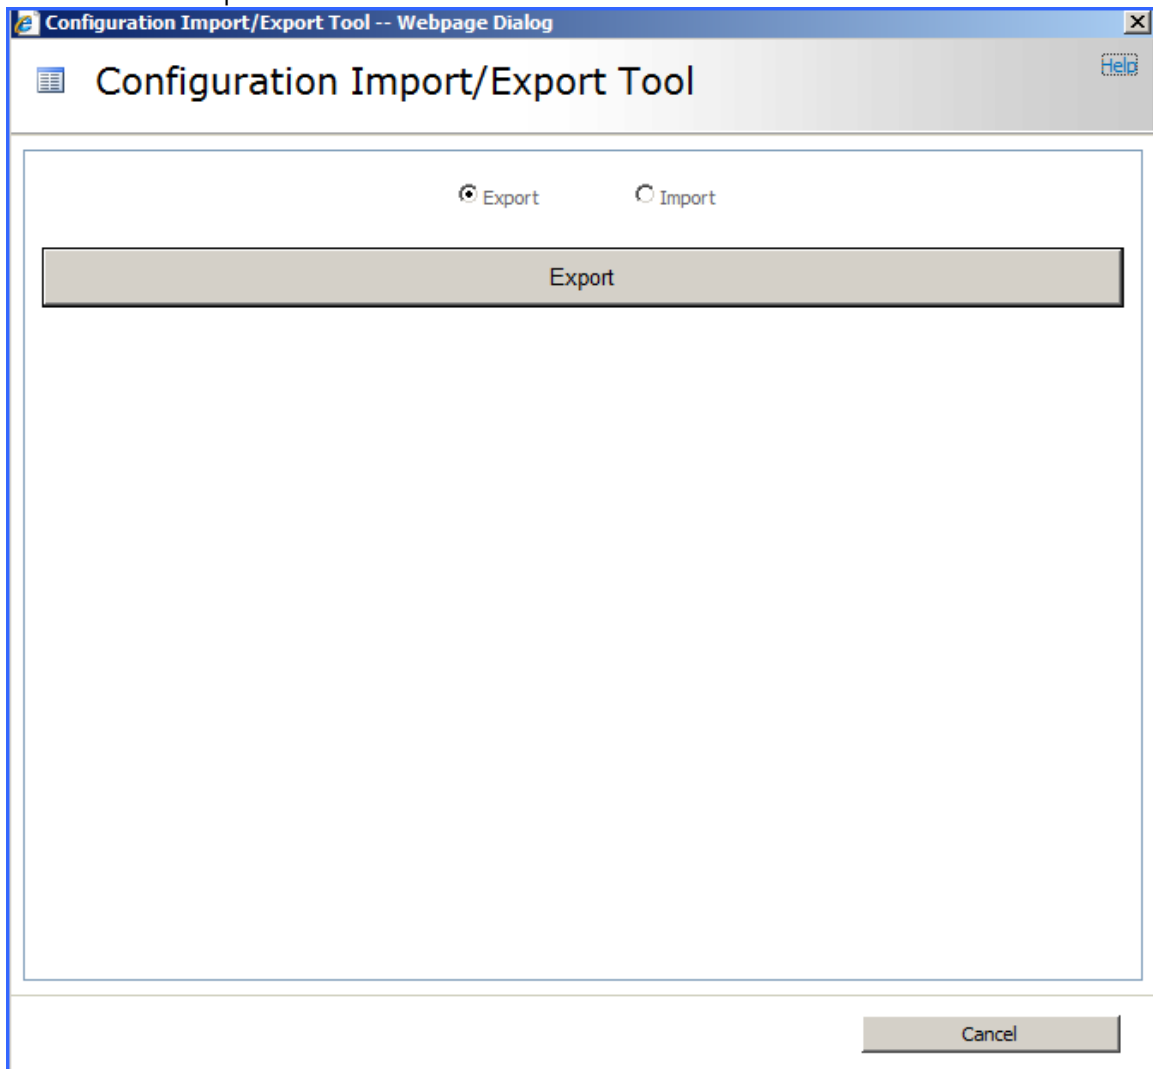 Configuration Import/Export Tool -- Webpage Dialog
Configuration Import/Export Tool
Help
Export Import
Export
Cancel